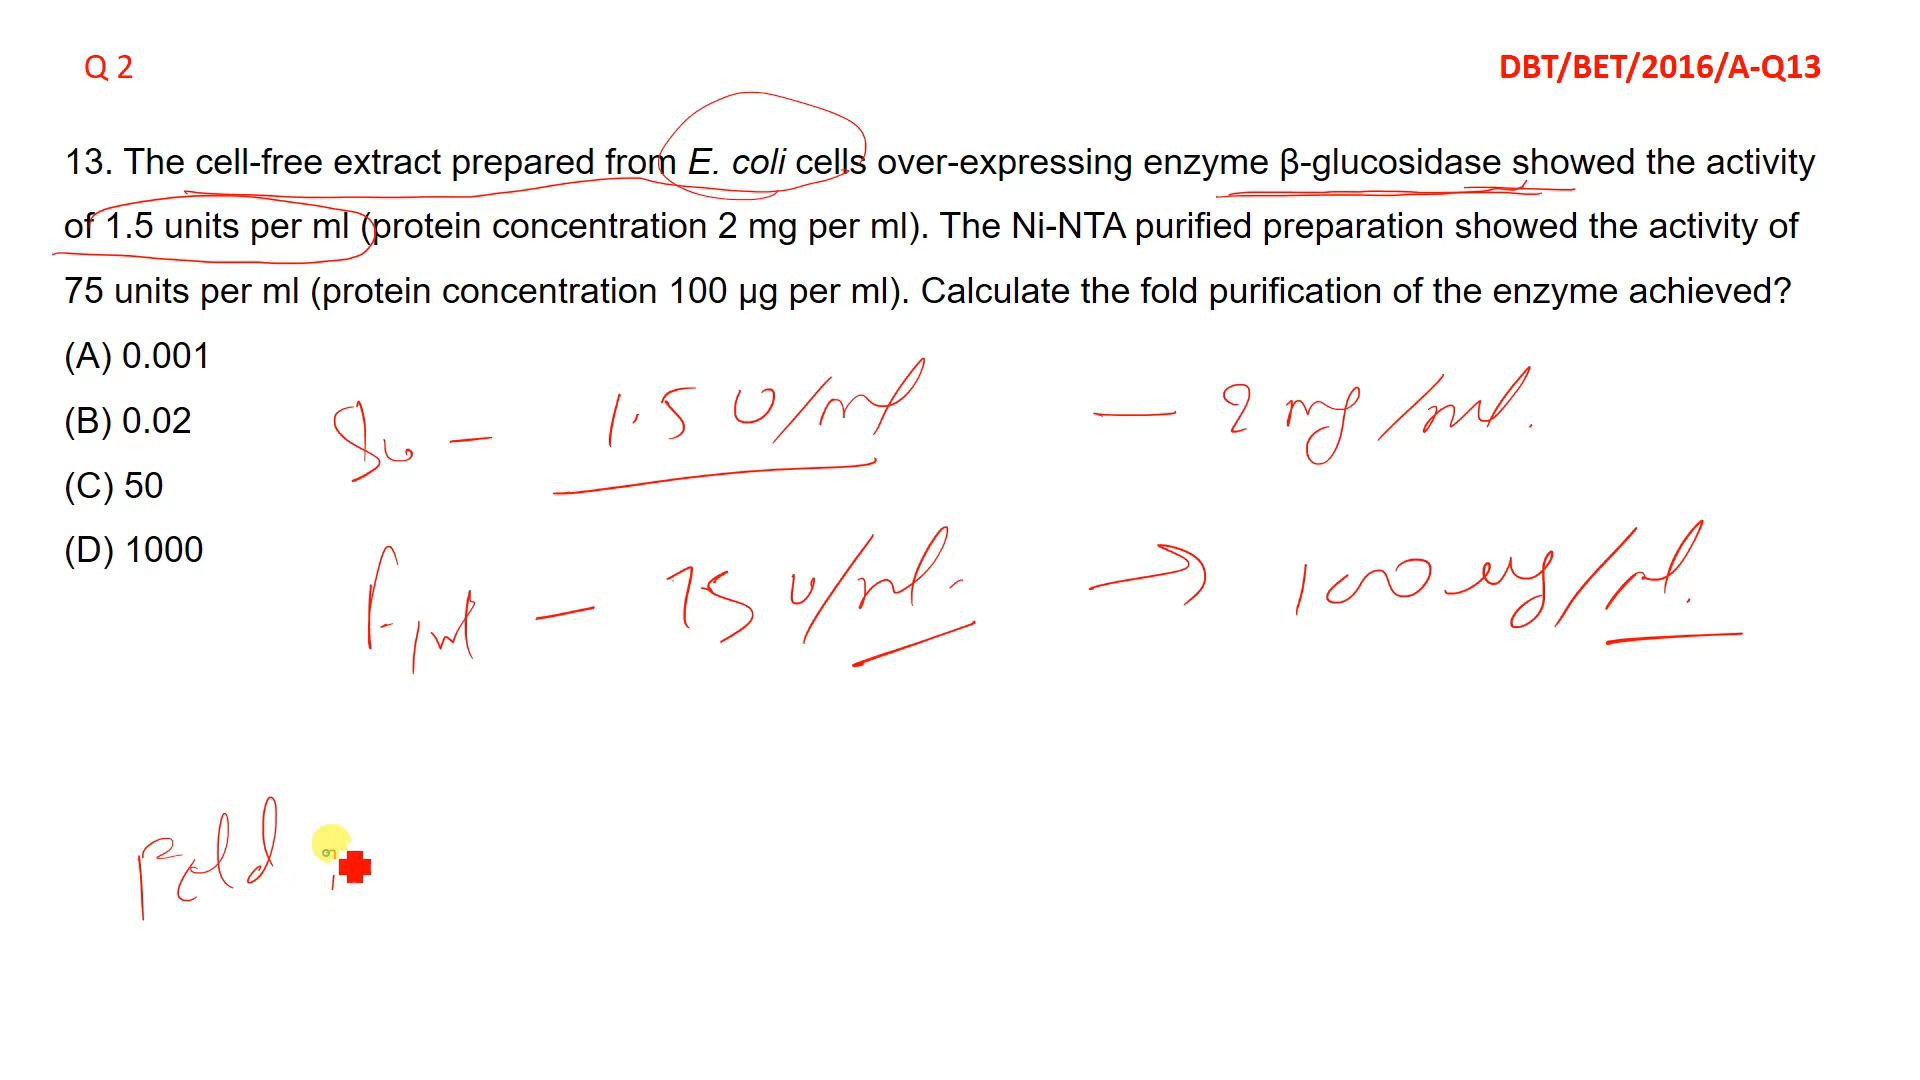 Q 2
DBT/BET/2016/A-Q13
13. The cell-free extract prepared from E. coli cells over-expressing enzyme β-glucosidase showed the activity
of 1.5 units per ml (protein concentration 2 mg per ml). The Ni-NTA purified preparation showed the activity of
75 units per ml (protein concentration 100 µg per ml). Calculate the fold purification of the enzyme achieved?
(A) 0.001
(B) 0.02
(C) 50
(D) 1000
— 1.5 U/ml — 2 mg/ml.
— 75 U/ml. → 100 ug/ml.
Fold